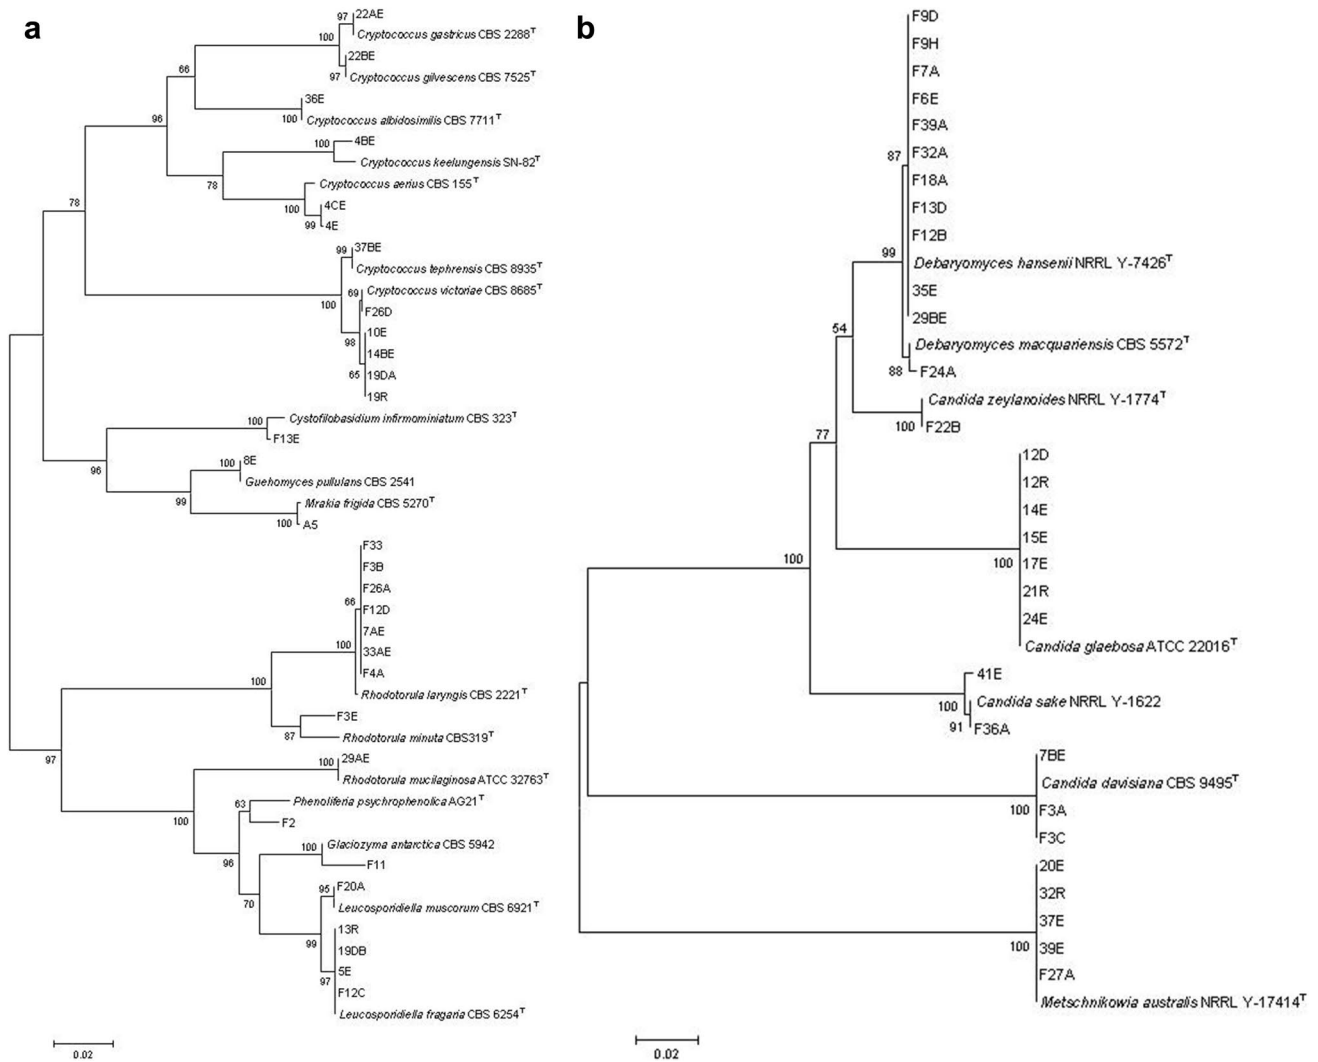 a
97
22AE
Cryptococcus gastricus CBS 2288T
100
22BE
97
Cryptococcus gilvescens CBS 7525T
66
36E
100
Cryptococcus albidosimilis CBS 7711T
96
100
4BE
Cryptococcus keelungensis SN-82T
78
Cryptococcus aerius CBS 155T
100
4CE
99
4E
78
99
37BE
Cryptococcus tephrensis CBS 8935T
100
69
Cryptococcus victoriae CBS 8685T
F26D
98
10E
14BE
65
19DA
19R
100
Cystofilobasidium infirmominiatum CBS 323T
F13E
96
100
8E
Guehomyces pullulans CBS 2541
99
Mrakia frigida CBS 5270T
100
A5
F33
F3B
F26A
66
F12D
7AE
100
33AE
F4A
Rhodotorula laryngis CBS 2221T
100
F3E
87
Rhodotorula minuta CBS319T
97
100
29AE
Rhodotorula mucilaginosa ATCC 32763T
100
63
Phenoliferia psychrophenolica AG21T
F2
96
100
Glaciozyma antarctica CBS 5942
F11
70
95
F20A
Leucosporidiella muscorum CBS 6921T
99
13R
19DB
97
5E
F12C
Leucosporidiella fragaria CBS 6254T
0.02
b
F9D
F9H
F7A
F6E
F39A
87
F32A
F18A
F13D
F12B
99
Debaryomyces hansenii NRRL Y-7426T
35E
29BE
54
Debaryomyces macquariensis CBS 5572T
88
F24A
Candida zeylanoides NRRL Y-1774T
100
F22B
77
12D
12R
14E
15E
100
17E
21R
24E
Candida glaebosa ATCC 22016T
100
41E
100
Candida sake NRRL Y-1622
91
F36A
7BE
Candida davisiana CBS 9495T
100
F3A
F3C
20E
32R
37E
100
39E
F27A
Metschnikowia australis NRRL Y-17414T
0.02